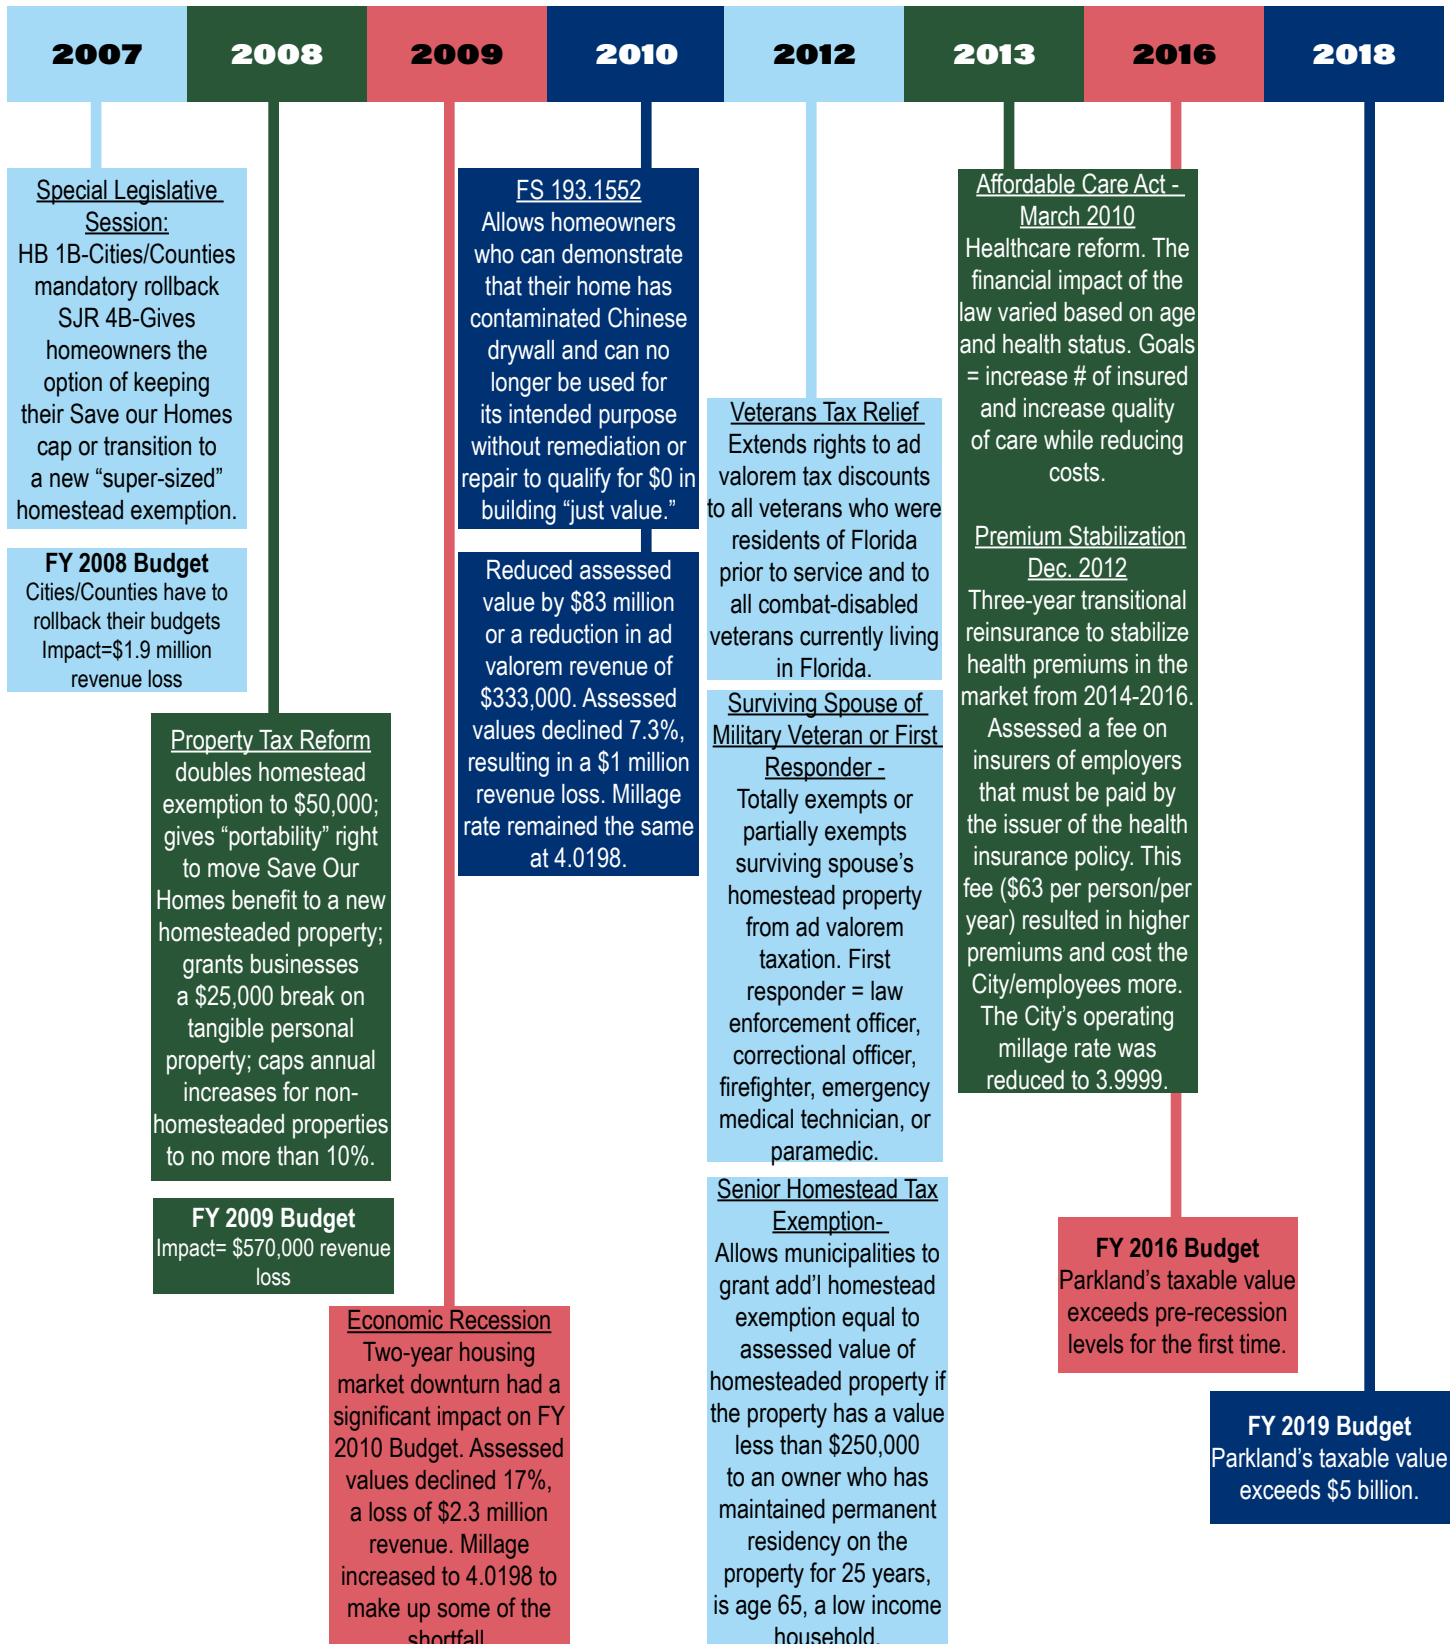 2007
2008
2009
2010
2012
2013
2016
2018
Special Legislative
Session:
HB 1B-Cities/Counties
mandatory rollback
SJR 4B-Gives
homeowners the
option of keeping
their Save our Homes
cap or transition to
a new “super-sized”
homestead exemption.
FY 2008 Budget
Cities/Counties have to
rollback their budgets
Impact=$1.9 million
revenue loss
Property Tax Reform
doubles homestead
exemption to $50,000;
gives “portability” right
to move Save Our
Homes benefit to a new
homesteaded property;
grants businesses
a $25,000 break on
tangible personal
property; caps annual
increases for non-
homesteaded properties
to no more than 10%.
FY 2009 Budget
Impact= $570,000 revenue
loss
Economic Recession
Two-year housing
market downturn had a
significant impact on FY
2010 Budget. Assessed
values declined 17%,
a loss of $2.3 million
revenue. Millage
increased to 4.0198 to
make up some of the
shortfall
FS 193.1552
Allows homeowners
who can demonstrate
that their home has
contaminated Chinese
drywall and can no
longer be used for
its intended purpose
without remediation or
repair to qualify for $0 in
building “just value.”
Reduced assessed
value by $83 million
or a reduction in ad
valorem revenue of
$333,000. Assessed
values declined 7.3%,
resulting in a $1 million
revenue loss. Millage
rate remained the same
at 4.0198.
Veterans Tax Relief
Extends rights to ad
valorem tax discounts
to all veterans who were
residents of Florida
prior to service and to
all combat-disabled
veterans currently living
in Florida.
Surviving Spouse of
Military Veteran or First
Responder -
Totally exempts or
partially exempts
surviving spouse’s
homestead property
from ad valorem
taxation. First
responder = law
enforcement officer,
correctional officer,
firefighter, emergency
medical technician, or
paramedic.
Senior Homestead Tax
Exemption-
Allows municipalities to
grant add’l homestead
exemption equal to
assessed value of
homesteaded property if
the property has a value
less than $250,000
to an owner who has
maintained permanent
residency on the
property for 25 years,
is age 65, a low income
household.
Affordable Care Act -
March 2010
Healthcare reform. The
financial impact of the
law varied based on age
and health status. Goals
= increase # of insured
and increase quality
of care while reducing
costs.
Premium Stabilization
Dec. 2012
Three-year transitional
reinsurance to stabilize
health premiums in the
market from 2014-2016.
Assessed a fee on
insurers of employers
that must be paid by
the issuer of the health
insurance policy. This
fee ($63 per person/per
year) resulted in higher
premiums and cost the
City/employees more.
The City’s operating
millage rate was
reduced to 3.9999.
FY 2016 Budget
Parkland’s taxable value
exceeds pre-recession
levels for the first time.
FY 2019 Budget
Parkland’s taxable value
exceeds $5 billion.